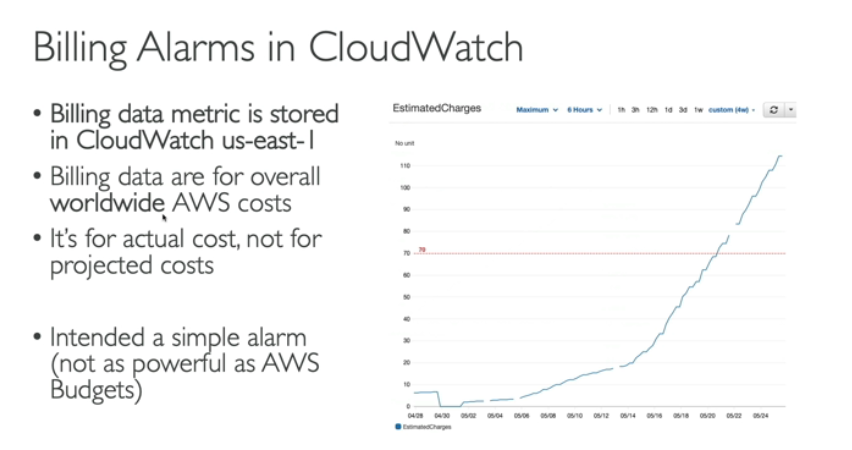 Billing Alarms in CloudWatch
• Billing data metric is stored
in CloudWatch us-east-1
• Billing data are for overall
worldwide AWS costs
• It's for actual cost, not for
projected costs
• Intended a simple alarm
(not as powerful as AWS
Budgets)
EstimatedCharges
Maximum 6 Hours 1h 3h 12h 1d 3d 1w custom (4w)
No unit
110
100
90
80
70
70
60
50
40
30
20
10
0
04/28 04/30 05/02 05/04 05/06 05/08 05/10 05/12 05/14 05/16 05/18 05/20 05/22 05/24
EstimatedCharges